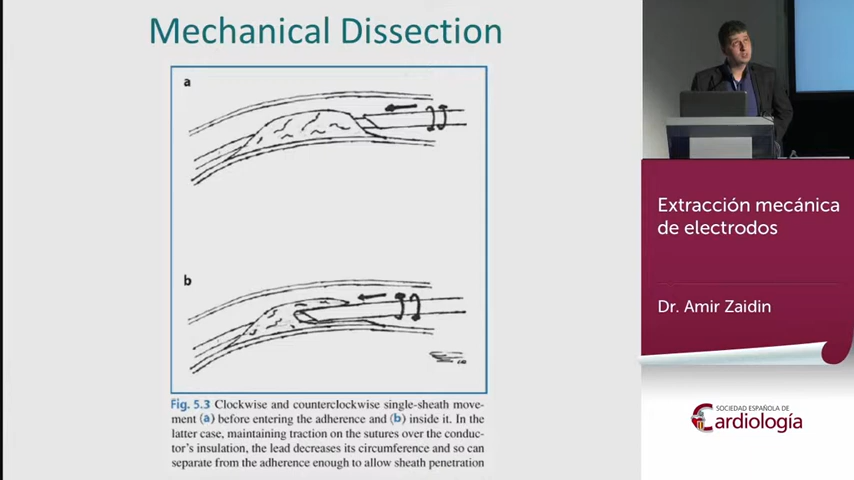 Mechanical Dissection
a
b
Fig. 5.3 Clockwise and counterclockwise single-sheath move-
ment (a) before entering the adherence and (b) inside it. In the
latter case, maintaining traction on the sutures over the conduc-
tor's insulation, the lead decreases its circumference and so can
separate from the adherence enough to allow sheath penetration
Extracción mecánica
de electrodos
Dr. Amir Zaidin
SOCIEDAD ESPAÑOLA DE
Cardiología